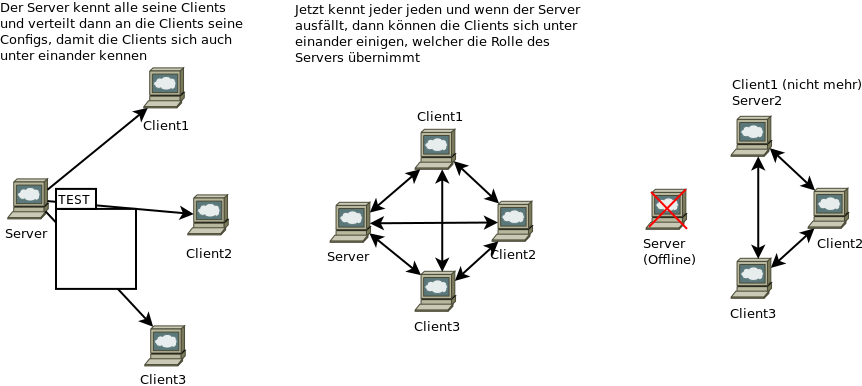 Der Server kennt alle seine Clients
und verteilt dann an die Clients seine
Configs, damit die Clients sich auch
unter einander kennen
Jetzt kennt jeder jeden und wenn der Server
ausfällt, dann können die Clients sich unter
einander einigen, welcher die Rolle des
Servers übernimmt
Client1
Server
TEST
Client2
Client3
Client1
Server
Client2
Client3
Client1 (nicht mehr)
Server2
Server
(Offline)
Client2
Client3